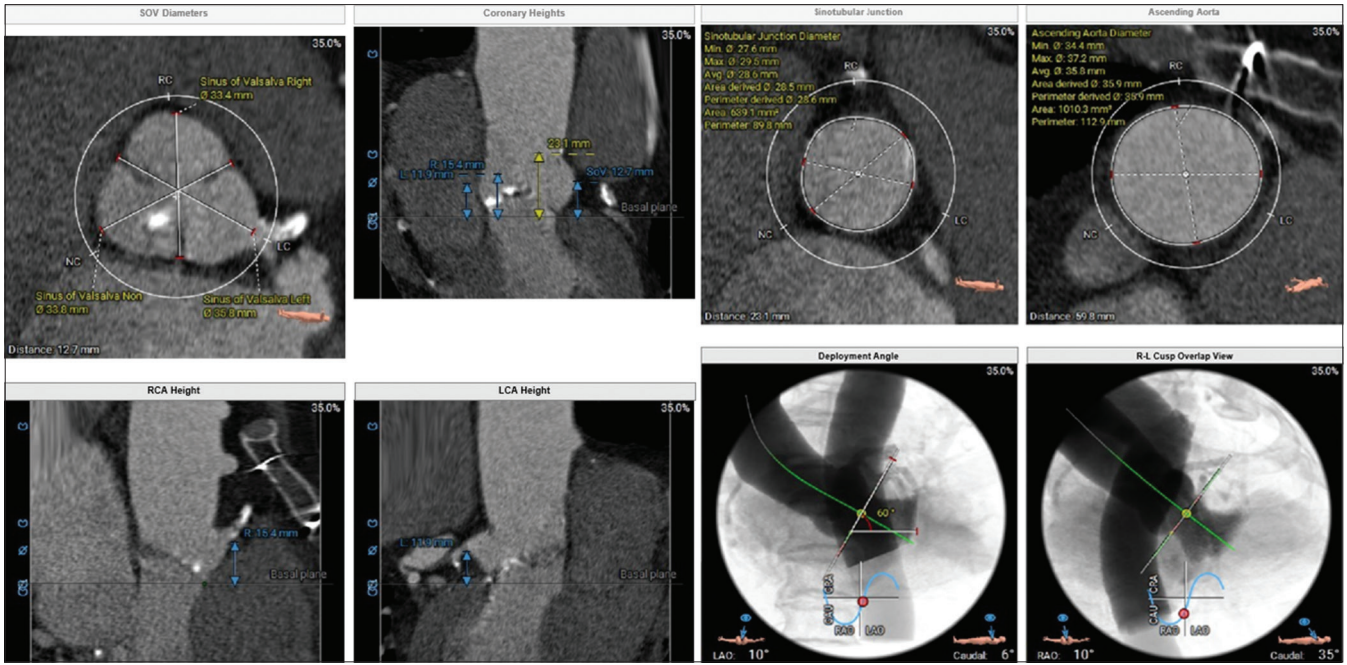 SOV Diameters
35.0%
RC
Sinus of Valsalva Right
Ø 33.4 mm
LC
NC
Sinus of Valsalva Non
Ø 33.8 mm
Sinus of Valsalva Left
Ø 35.8 mm
Distance: 12.7 mm
Coronary Heights
35.0%
23.1 mm
R: 15.4 mm
L: 11.9 mm
SoV: 12.7 mm
Basal plane
Sinotubular Junction
35.0%
Sinotubular Junction Diameter
Min. Ø: 27.6 mm
Max. Ø: 29.5 mm
Avg. Ø: 28.6 mm
Area derived Ø: 28.5 mm
Perimeter derived Ø: 28.6 mm
Area: 639.1 mm²
Perimeter: 89.8 mm
RC
NC
LC
Distance: 23.1 mm
Ascending Aorta
35.0%
Ascending Aorta Diameter
Min. Ø: 34.4 mm
Max. Ø: 37.2 mm
Avg. Ø: 35.8 mm
Area derived Ø: 35.9 mm
Perimeter derived Ø: 35.9 mm
Area: 1010.3 mm²
Perimeter: 112.9 mm
RC
NC
LC
Distance: 59.8 mm
RCA Height
35.0%
R: 15.4 mm
Basal plane
LCA Height
35.0%
L: 11.9 mm
Basal plane
Deployment Angle
35.0%
60°
CRA
CAU
RAO
LAO
LAO: 10°
Caudal: 6°
R-L Cusp Overlap View
35.0%
CRA
CAU
RAO
LAO
RAO: 10°
Caudal: 35°